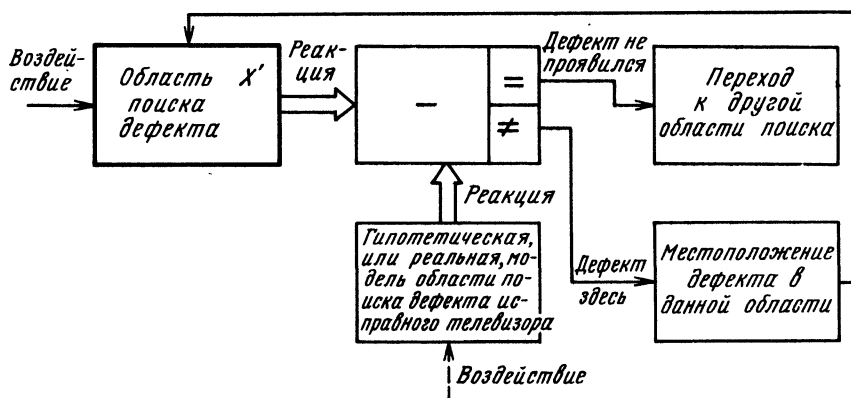 Воздей-
ствие
Область X'
поиска
дефекта
Реак-
ция
–
=
≠
Дефект не
проявился
Переход
к другой
области поиска
Реакция
Гипотетическая,
или реальная, мо-
дель области по-
иска дефекта ис-
правного телевизора
Дефект
здесь
Местоположение
дефекта в
данной области
Воздействие